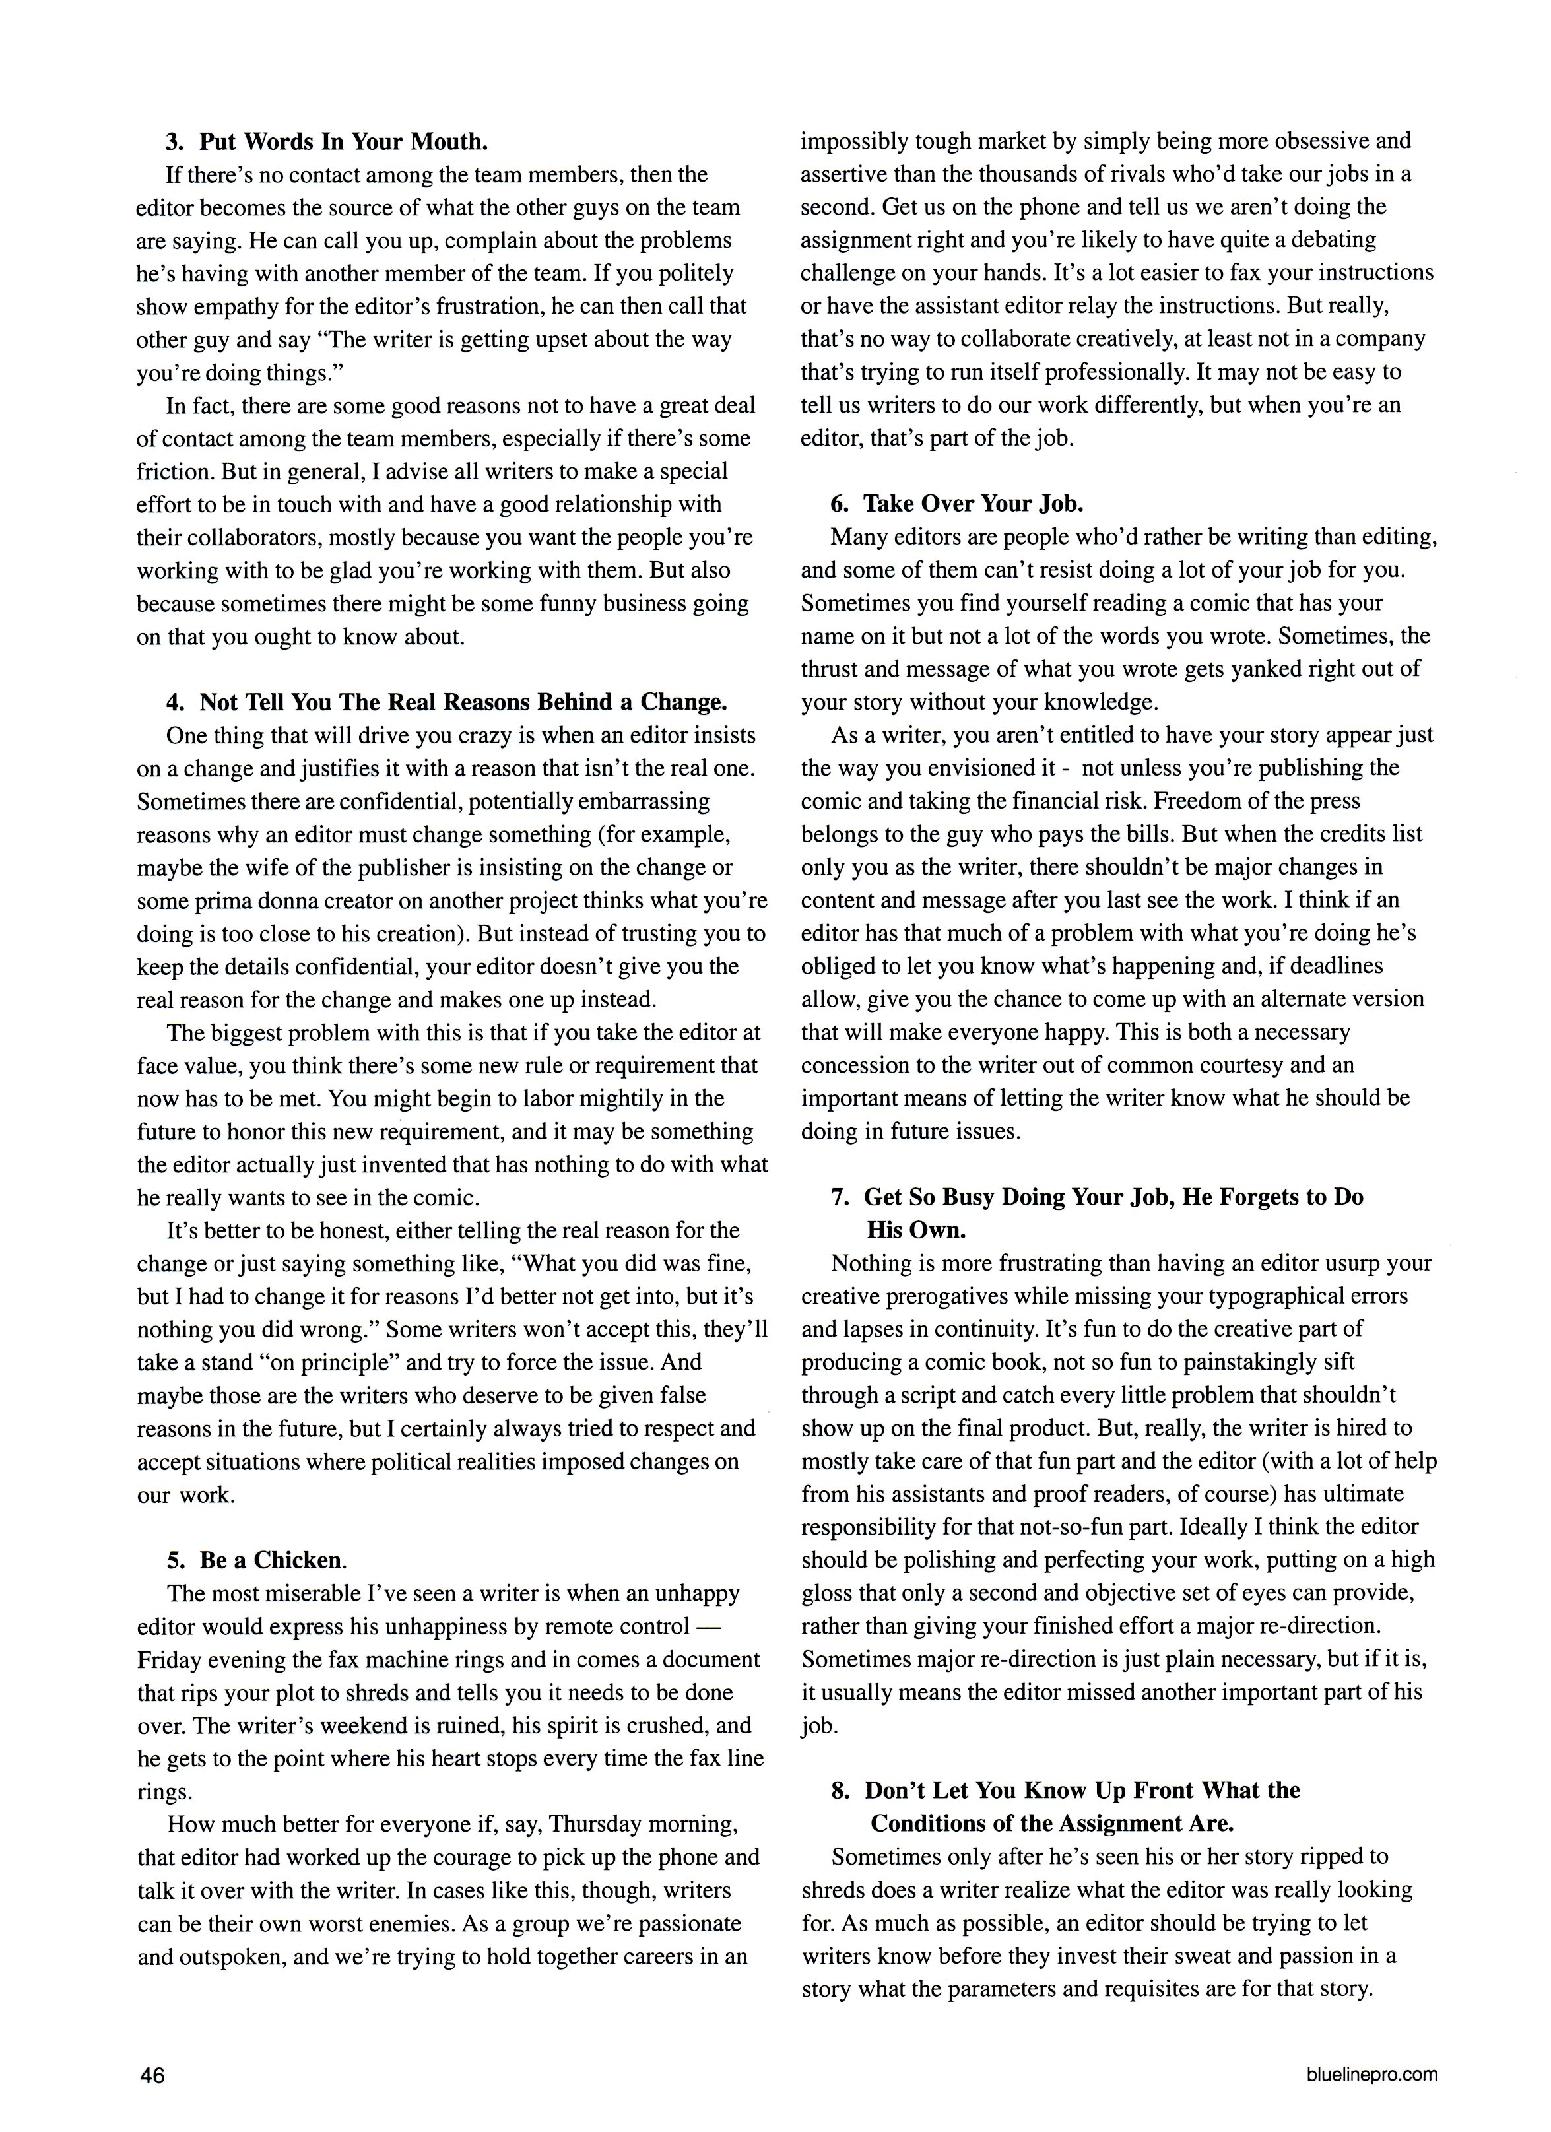 3. Put Words In Your Mouth.
If there's no contact among the team members, then the
editor becomes the source of what the other guys on the team
are saying. He can call you up, complain about the problems
he's having with another member of the team. If you politely
show empathy for the editor's frustration, he can then call that
other guy and say “The writer is getting upset about the way
you're doing things.”
In fact, there are some good reasons not to have a great deal
of contact among the team members, especially if there's some
friction. But in general, I advise all writers to make a special
effort to be in touch with and have a good relationship with
their collaborators, mostly because you want the people you're
working with to be glad you're working with them. But also
because sometimes there might be some funny business going
on that you ought to know about.
4. Not Tell You The Real Reasons Behind a Change.
One thing that will drive you crazy is when an editor insists
on a change and justifies it with a reason that isn't the real one.
Sometimes there are confidential, potentially embarrassing
reasons why an editor must change something (for example,
maybe the wife of the publisher is insisting on the change or
some prima donna creator on another project thinks what you're
doing is too close to his creation). But instead of trusting you to
keep the details confidential, your editor doesn't give you the
real reason for the change and makes one up instead.
The biggest problem with this is that if you take the editor at
face value, you think there's some new rule or requirement that
now has to be met. You might begin to labor mightily in the
future to honor this new requirement, and it may be something
the editor actually just invented that has nothing to do with what
he really wants to see in the comic.
It's better to be honest, either telling the real reason for the
change or just saying something like, “What you did was fine,
but I had to change it for reasons I'd better not get into, but it's
nothing you did wrong.” Some writers won't accept this, they'll
take a stand “on principle” and try to force the issue. And
maybe those are the writers who deserve to be given false
reasons in the future, but I certainly always tried to respect and
accept situations where political realities imposed changes on
our work.
5. Be a Chicken.
The most miserable I've seen a writer is when an unhappy
editor would express his unhappiness by remote control —
Friday evening the fax machine rings and in comes a document
that rips your plot to shreds and tells you it needs to be done
over. The writer's weekend is ruined, his spirit is crushed, and
he gets to the point where his heart stops every time the fax line
rings.
How much better for everyone if, say, Thursday morning,
that editor had worked up the courage to pick up the phone and
talk it over with the writer. In cases like this, though, writers
can be their own worst enemies. As a group we're passionate
and outspoken, and we're trying to hold together careers in an
impossibly tough market by simply being more obsessive and
assertive than the thousands of rivals who'd take our jobs in a
second. Get us on the phone and tell us we aren't doing the
assignment right and you're likely to have quite a debating
challenge on your hands. It's a lot easier to fax your instructions
or have the assistant editor relay the instructions. But really,
that's no way to collaborate creatively, at least not in a company
that's trying to run itself professionally. It may not be easy to
tell us writers to do our work differently, but when you're an
editor, that's part of the job.
6. Take Over Your Job.
Many editors are people who'd rather be writing than editing,
and some of them can't resist doing a lot of your job for you.
Sometimes you find yourself reading a comic that has your
name on it but not a lot of the words you wrote. Sometimes, the
thrust and message of what you wrote gets yanked right out of
your story without your knowledge.
As a writer, you aren't entitled to have your story appear just
the way you envisioned it - not unless you're publishing the
comic and taking the financial risk. Freedom of the press
belongs to the guy who pays the bills. But when the credits list
only you as the writer, there shouldn't be major changes in
content and message after you last see the work. I think if an
editor has that much of a problem with what you're doing he's
obliged to let you know what's happening and, if deadlines
allow, give you the chance to come up with an alternate version
that will make everyone happy. This is both a necessary
concession to the writer out of common courtesy and an
important means of letting the writer know what he should be
doing in future issues.
7. Get So Busy Doing Your Job, He Forgets to Do
His Own.
Nothing is more frustrating than having an editor usurp your
creative prerogatives while missing your typographical errors
and lapses in continuity. It's fun to do the creative part of
producing a comic book, not so fun to painstakingly sift
through a script and catch every little problem that shouldn't
show up on the final product. But, really, the writer is hired to
mostly take care of that fun part and the editor (with a lot of help
from his assistants and proof readers, of course) has ultimate
responsibility for that not-so-fun part. Ideally I think the editor
should be polishing and perfecting your work, putting on a high
gloss that only a second and objective set of eyes can provide,
rather than giving your finished effort a major re-direction.
Sometimes major re-direction is just plain necessary, but if it is,
it usually means the editor missed another important part of his
job.
8. Don't Let You Know Up Front What the
Conditions of the Assignment Are.
Sometimes only after he's seen his or her story ripped to
shreds does a writer realize what the editor was really looking
for. As much as possible, an editor should be trying to let
writers know before they invest their sweat and passion in a
story what the parameters and requisites are for that story.
46
bluelinepro.com